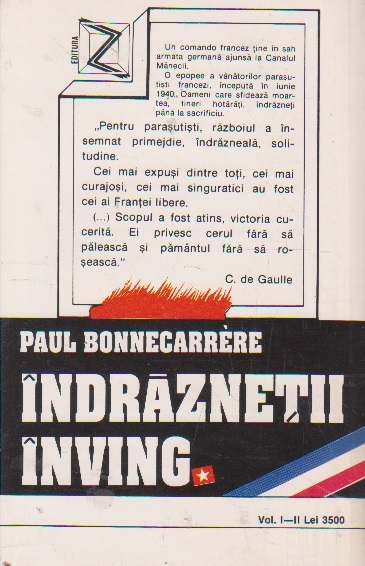 EDITURA
Z
Un comando francez ține în șah
armata germană ajunsă la Canalul
Mânecii.
O epopee a vânătorilor parașu-
tiști francezi, începută în iunie
1940. Oameni care sfidează moar-
tea, tineri hotărâți, îndrăzneți
până la sacrificiu.
„Pentru parașutiști, războiul a în-
semnat primejdie, îndrăzneală, soli-
tudine.
Cei mai expuși dintre toți, cei mai
curajoși, cei mai singuratici au fost
cei ai Franței libere.
(...) Scopul a fost atins, victoria cu-
cerită. Ei privesc cerul fără să
pălească și pământul fără să ro-
șească."
C. de Gaulle
PAUL BONNECARRÈRE
ÎNDRĂZNEȚII
ÎNVING
Vol. I—II Lei 3500